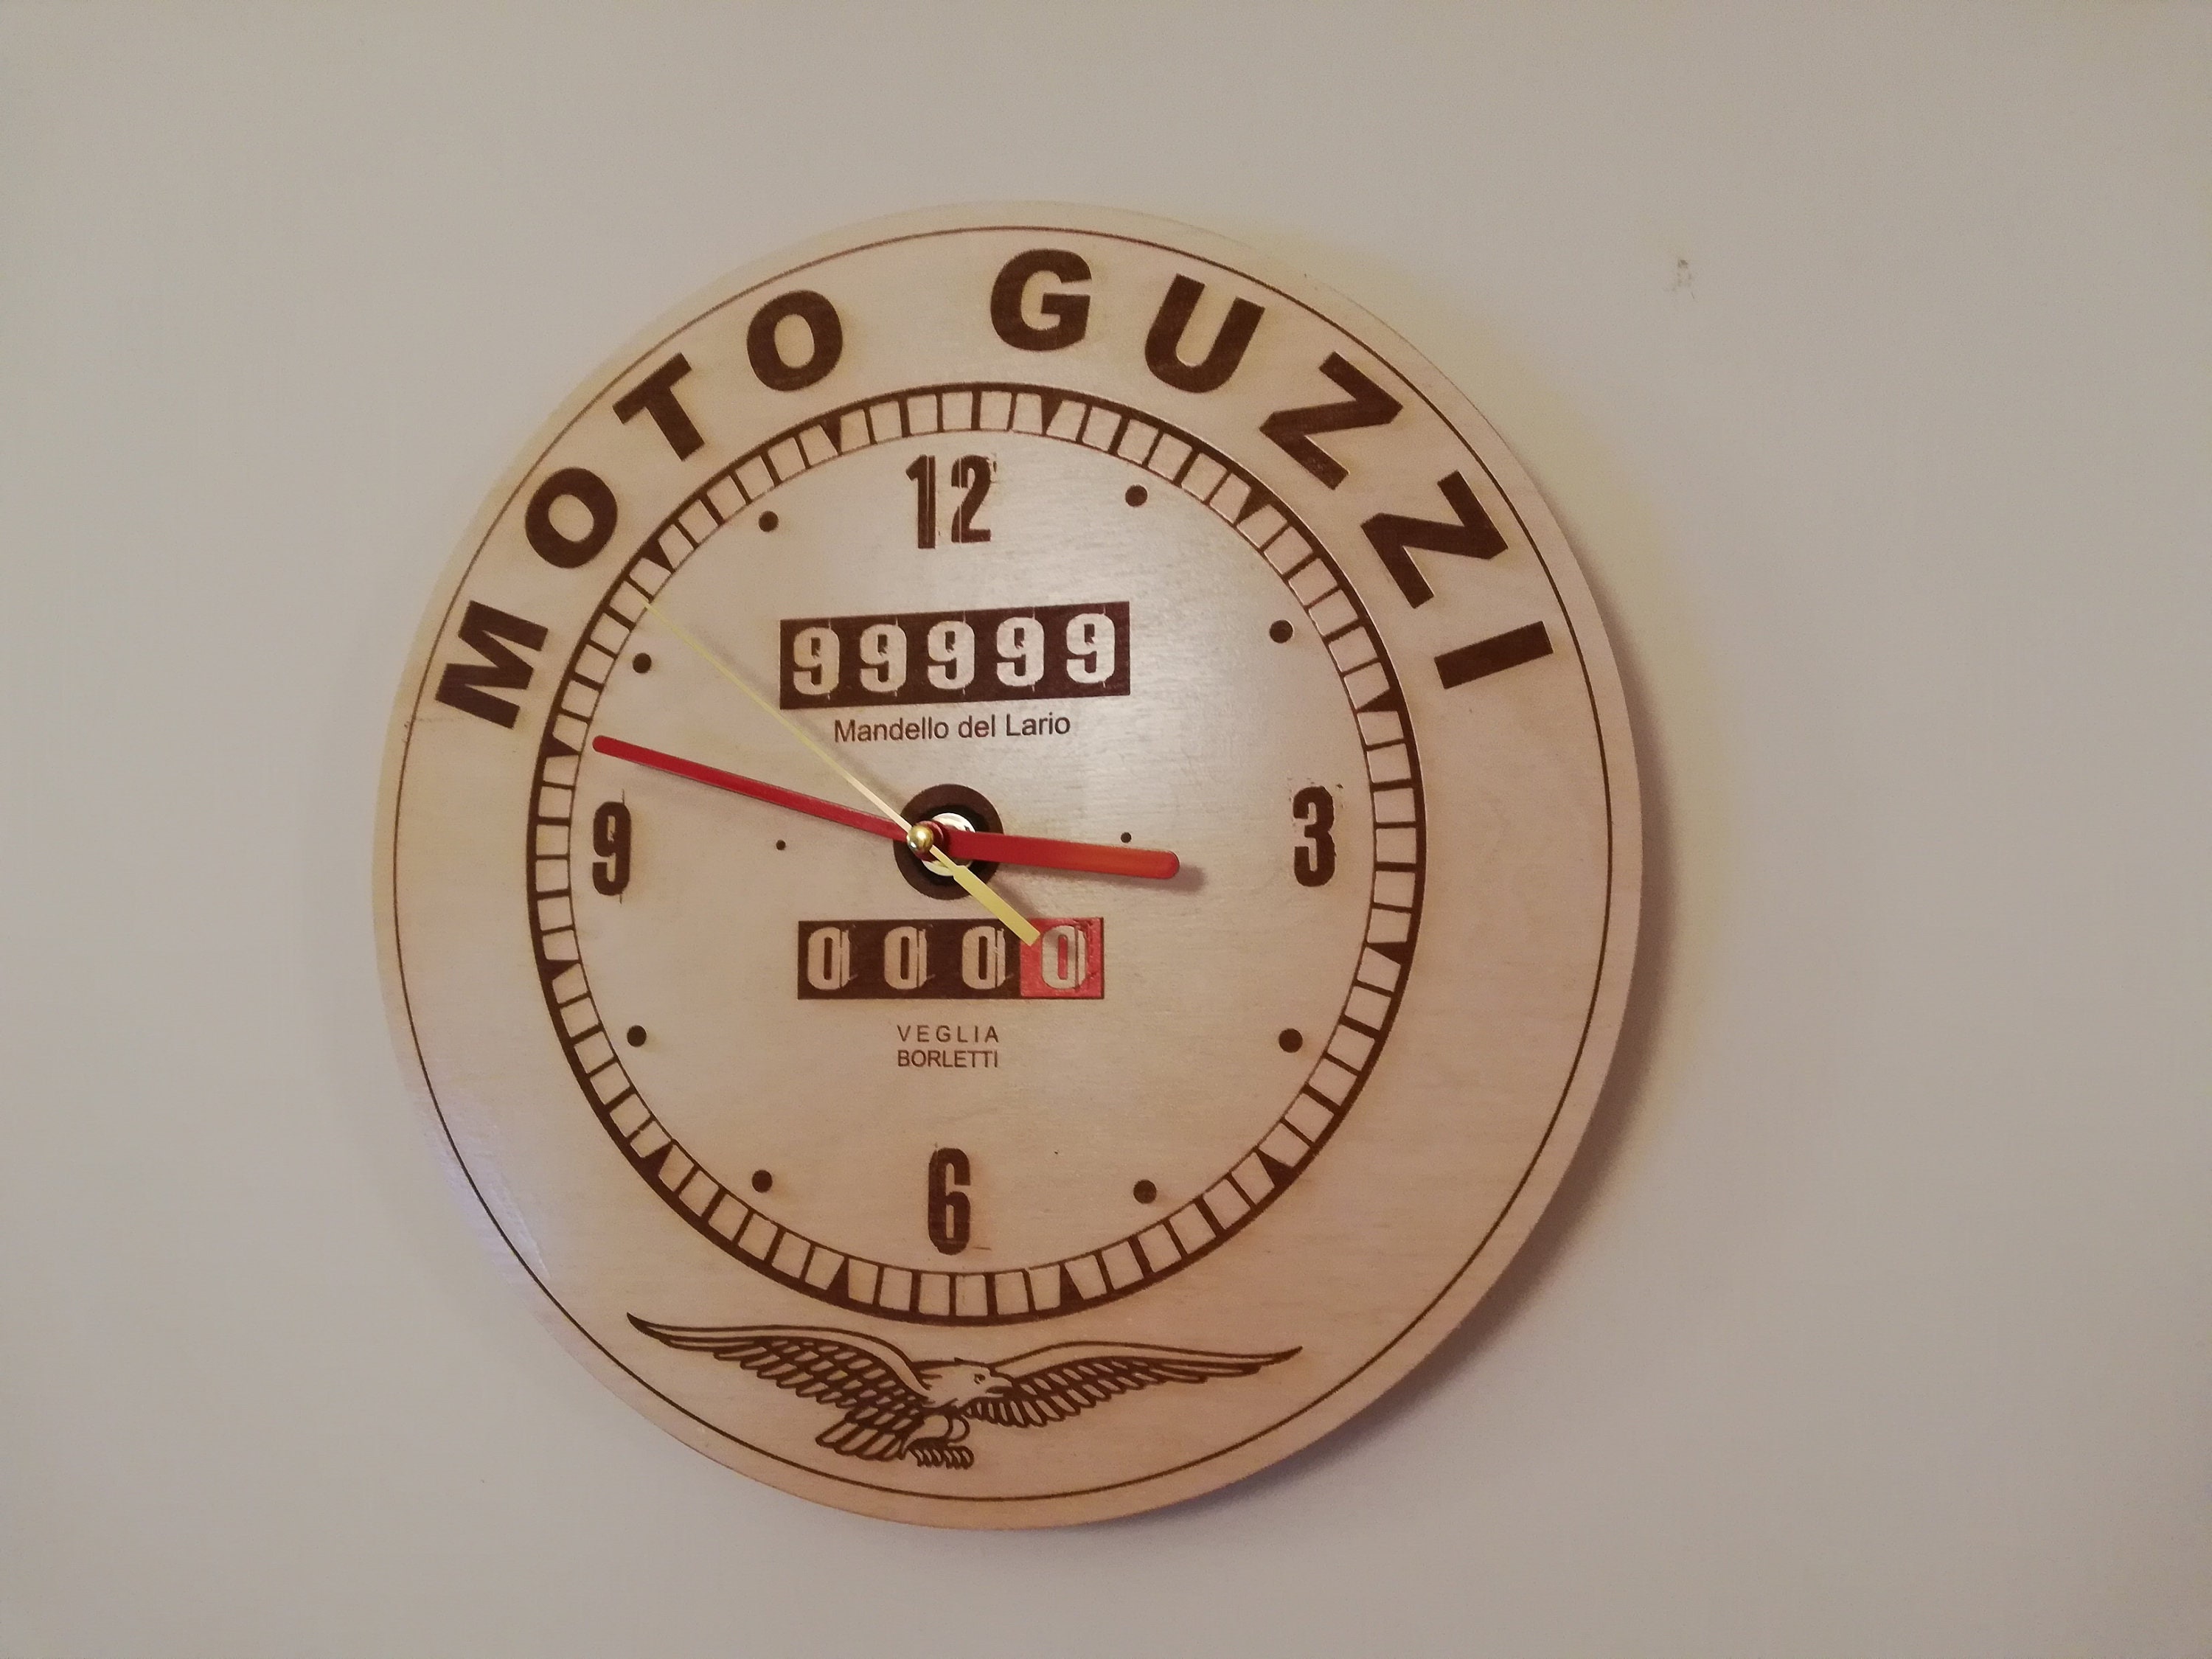 MOTO GUZZI
12
99999
Mandello del Lario
9 3
0000
VEGLIA
BORLETTI
6